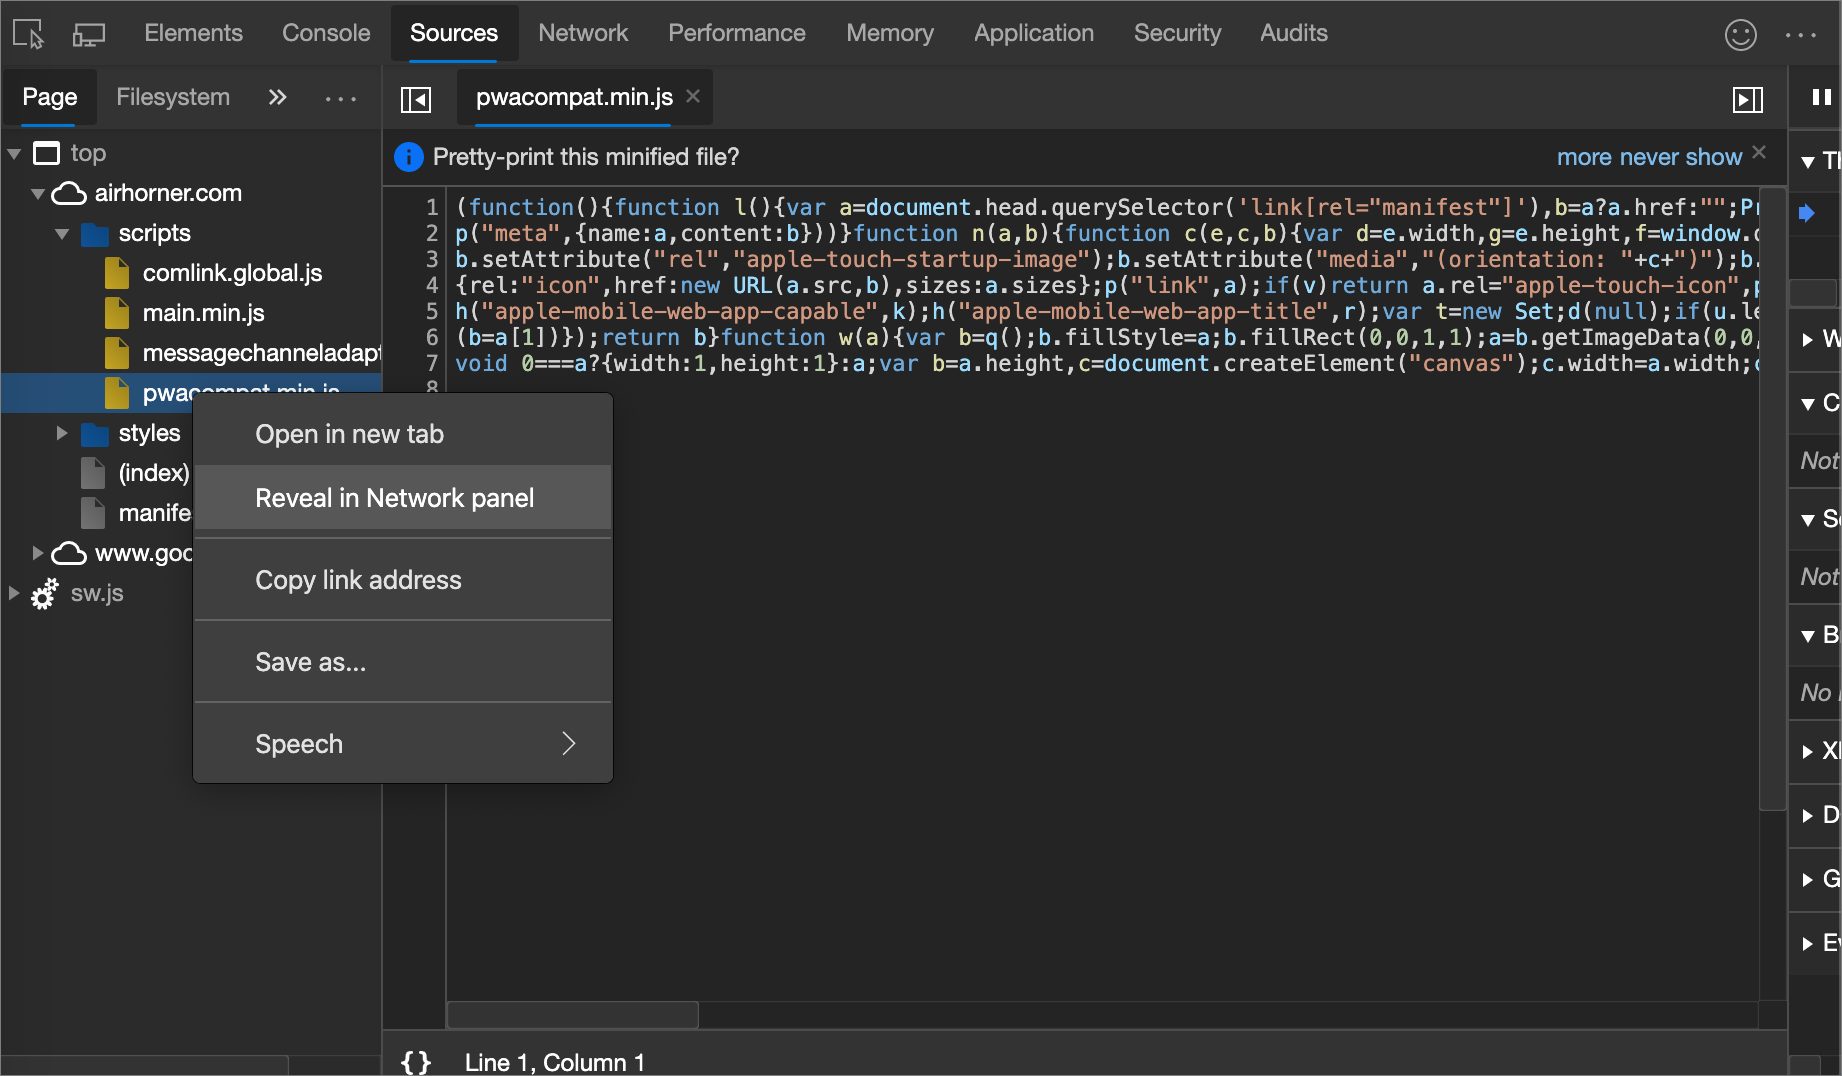 Elements Console Sources Network Performance Memory Application Security Audits
Page Filesystem
pwacompat.min.js
Pretty-print this minified file?
more never show
top
airhorner.com
scripts
comlink.global.js
main.min.js
messagechanneladapt
pwacompat.min.js
styles
(index)
manife
www.goo
sw.js
1 (function(){function l(){var a=document.head.querySelector('link[rel="manifest"]'),b=a?a.href:"";Pr
2 p("meta",{name:a,content:b}))}function n(a,b){function c(e,c,b){var d=e.width,g=e.height,f=window.c
3 b.setAttribute("rel","apple-touch-startup-image");b.setAttribute("media","(orientation: "+c+")");b.
4 {rel:"icon",href:new URL(a.src,b),sizes:a.sizes};p("link",a);if(v)return a.rel="apple-touch-icon",p
5 h("apple-mobile-web-app-capable",k);h("apple-mobile-web-app-title",r);var t=new Set;d(null);if(u.le
6 (b=a[1])});return b}function w(a){var b=q();b.fillStyle=a;b.fillRect(0,0,1,1);a=b.getImageData(0,0,
7 void 0===a?{width:1,height:1}:a;var b=a.height,c=document.createElement("canvas");c.width=a.width;c
8
Open in new tab
Reveal in Network panel
Copy link address
Save as...
Speech
Th
W
C
Not
Sc
Not
B
No
XI
D
G
Ev
{} Line 1, Column 1